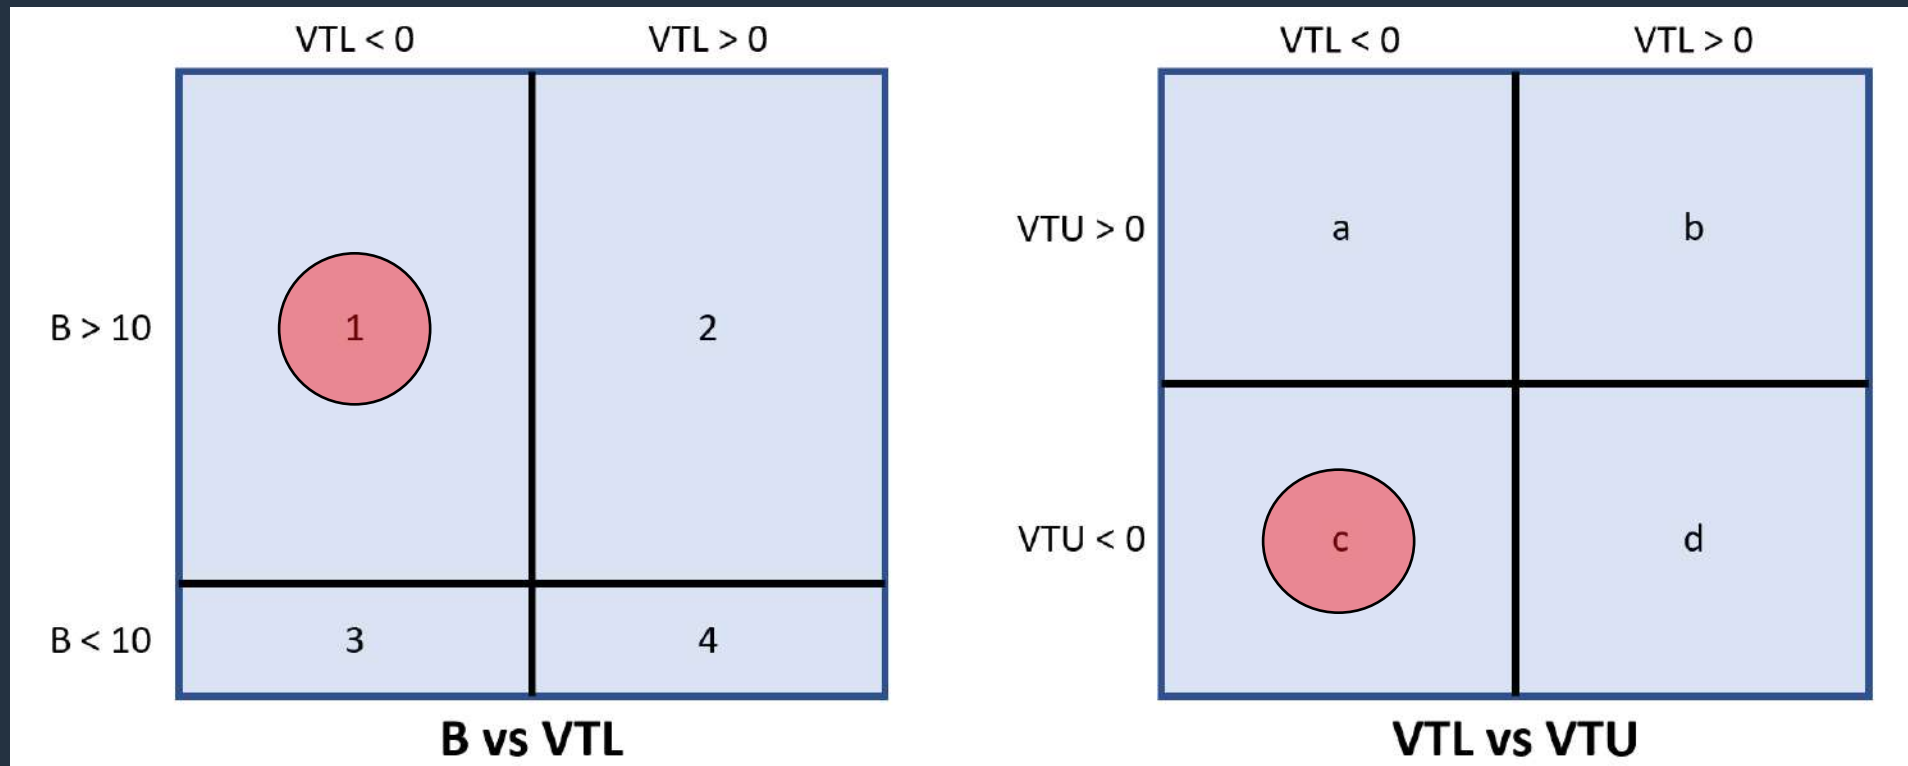 VTL < 0
VTL > 0
B > 10
1
2
B < 10
3
4
B vs VTL
VTL < 0
VTL > 0
VTU > 0
a
b
VTU < 0
c
d
VTL vs VTU